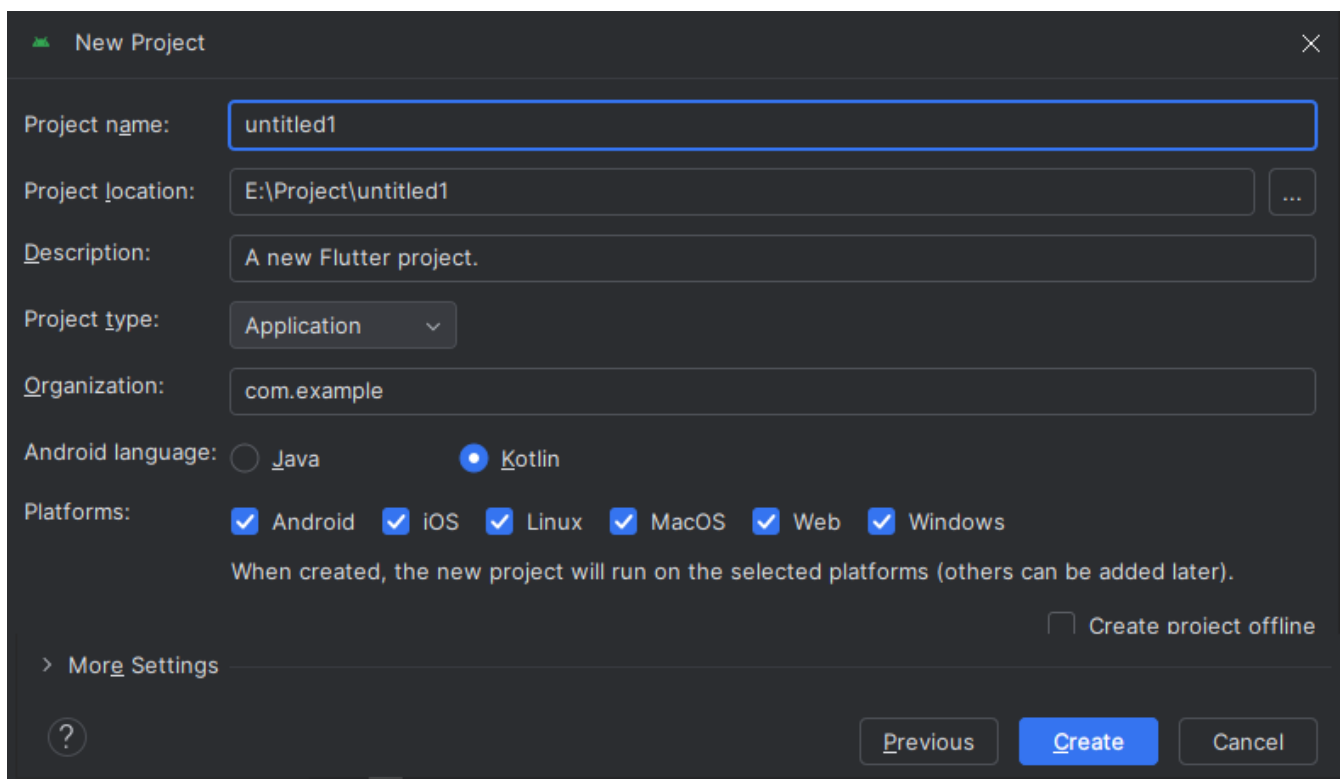 New Project
Project name: untitled1
Project location: E:\Project\untitled1 ...
Description: A new Flutter project.
Project type: Application
Organization: com.example
Android language: Java Kotlin
Platforms: Android iOS Linux MacOS Web Windows
When created, the new project will run on the selected platforms (others can be added later).
Create project offline
More Settings
? Previous Create Cancel